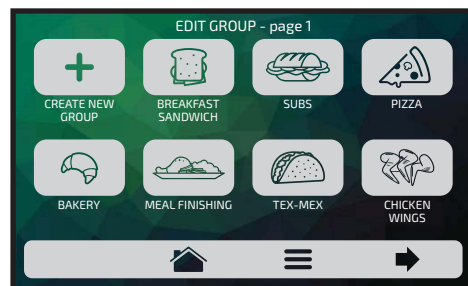 EDIT GROUP - page 1
CREATE NEW
GROUP
BREAKFAST
SANDWICH
SUBS
PIZZA
BAKERY
MEAL FINISHING
TEX-MEX
CHICKEN
WINGS